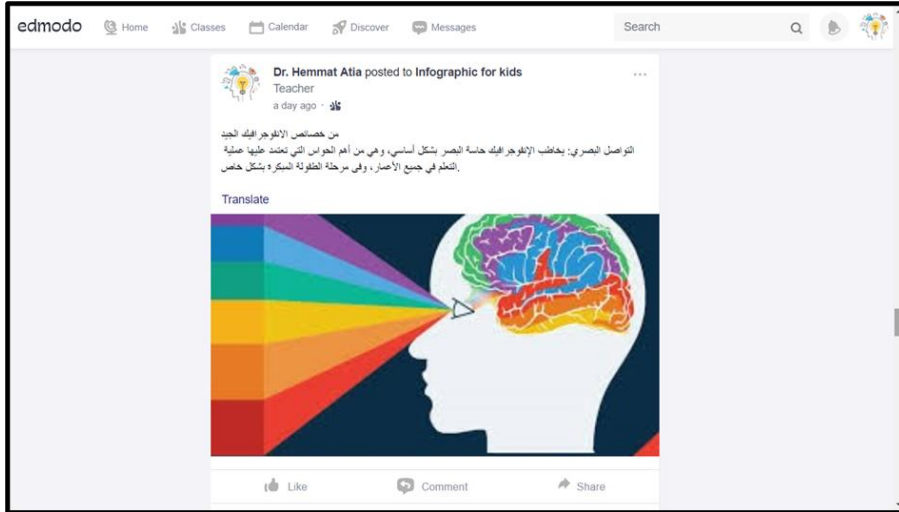 edmodo
Home
Classes
Calendar
Discover
Messages
Search
Dr. Hemmat Atia posted to Infographic for kids
Teacher
a day ago ·
من خصائص الانفوجرافيك الجيد
التواصل البصري: يخاطب الإنفوجرافيك حاسة البصر بشكل أساسي، وهي من أهم الحواس التي تعتمد عليها عملية
التعلم في جميع الأعمار، وفى مرحلة الطفولة المبكرة بشكل خاص.
Translate
Like
Comment
Share